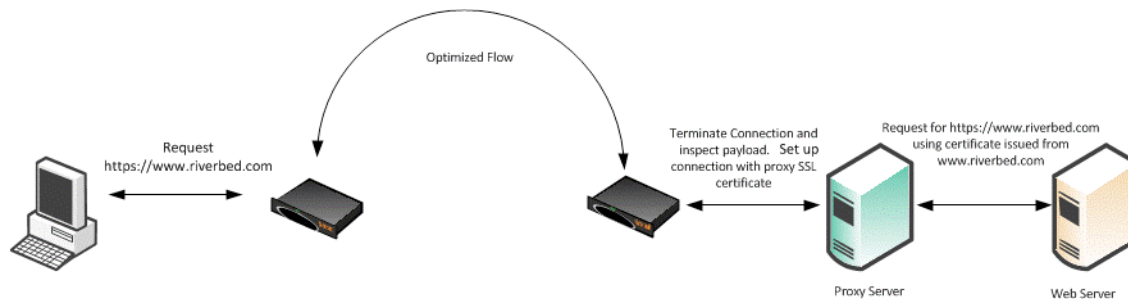 Optimized Flow
Request
https://www.riverbed.com
Terminate Connection and
inspect payload. Set up
connection with proxy SSL
certificate
Request for https://www.riverbed.com
using certificate issued from
www.riverbed.com
Proxy Server
Web Server